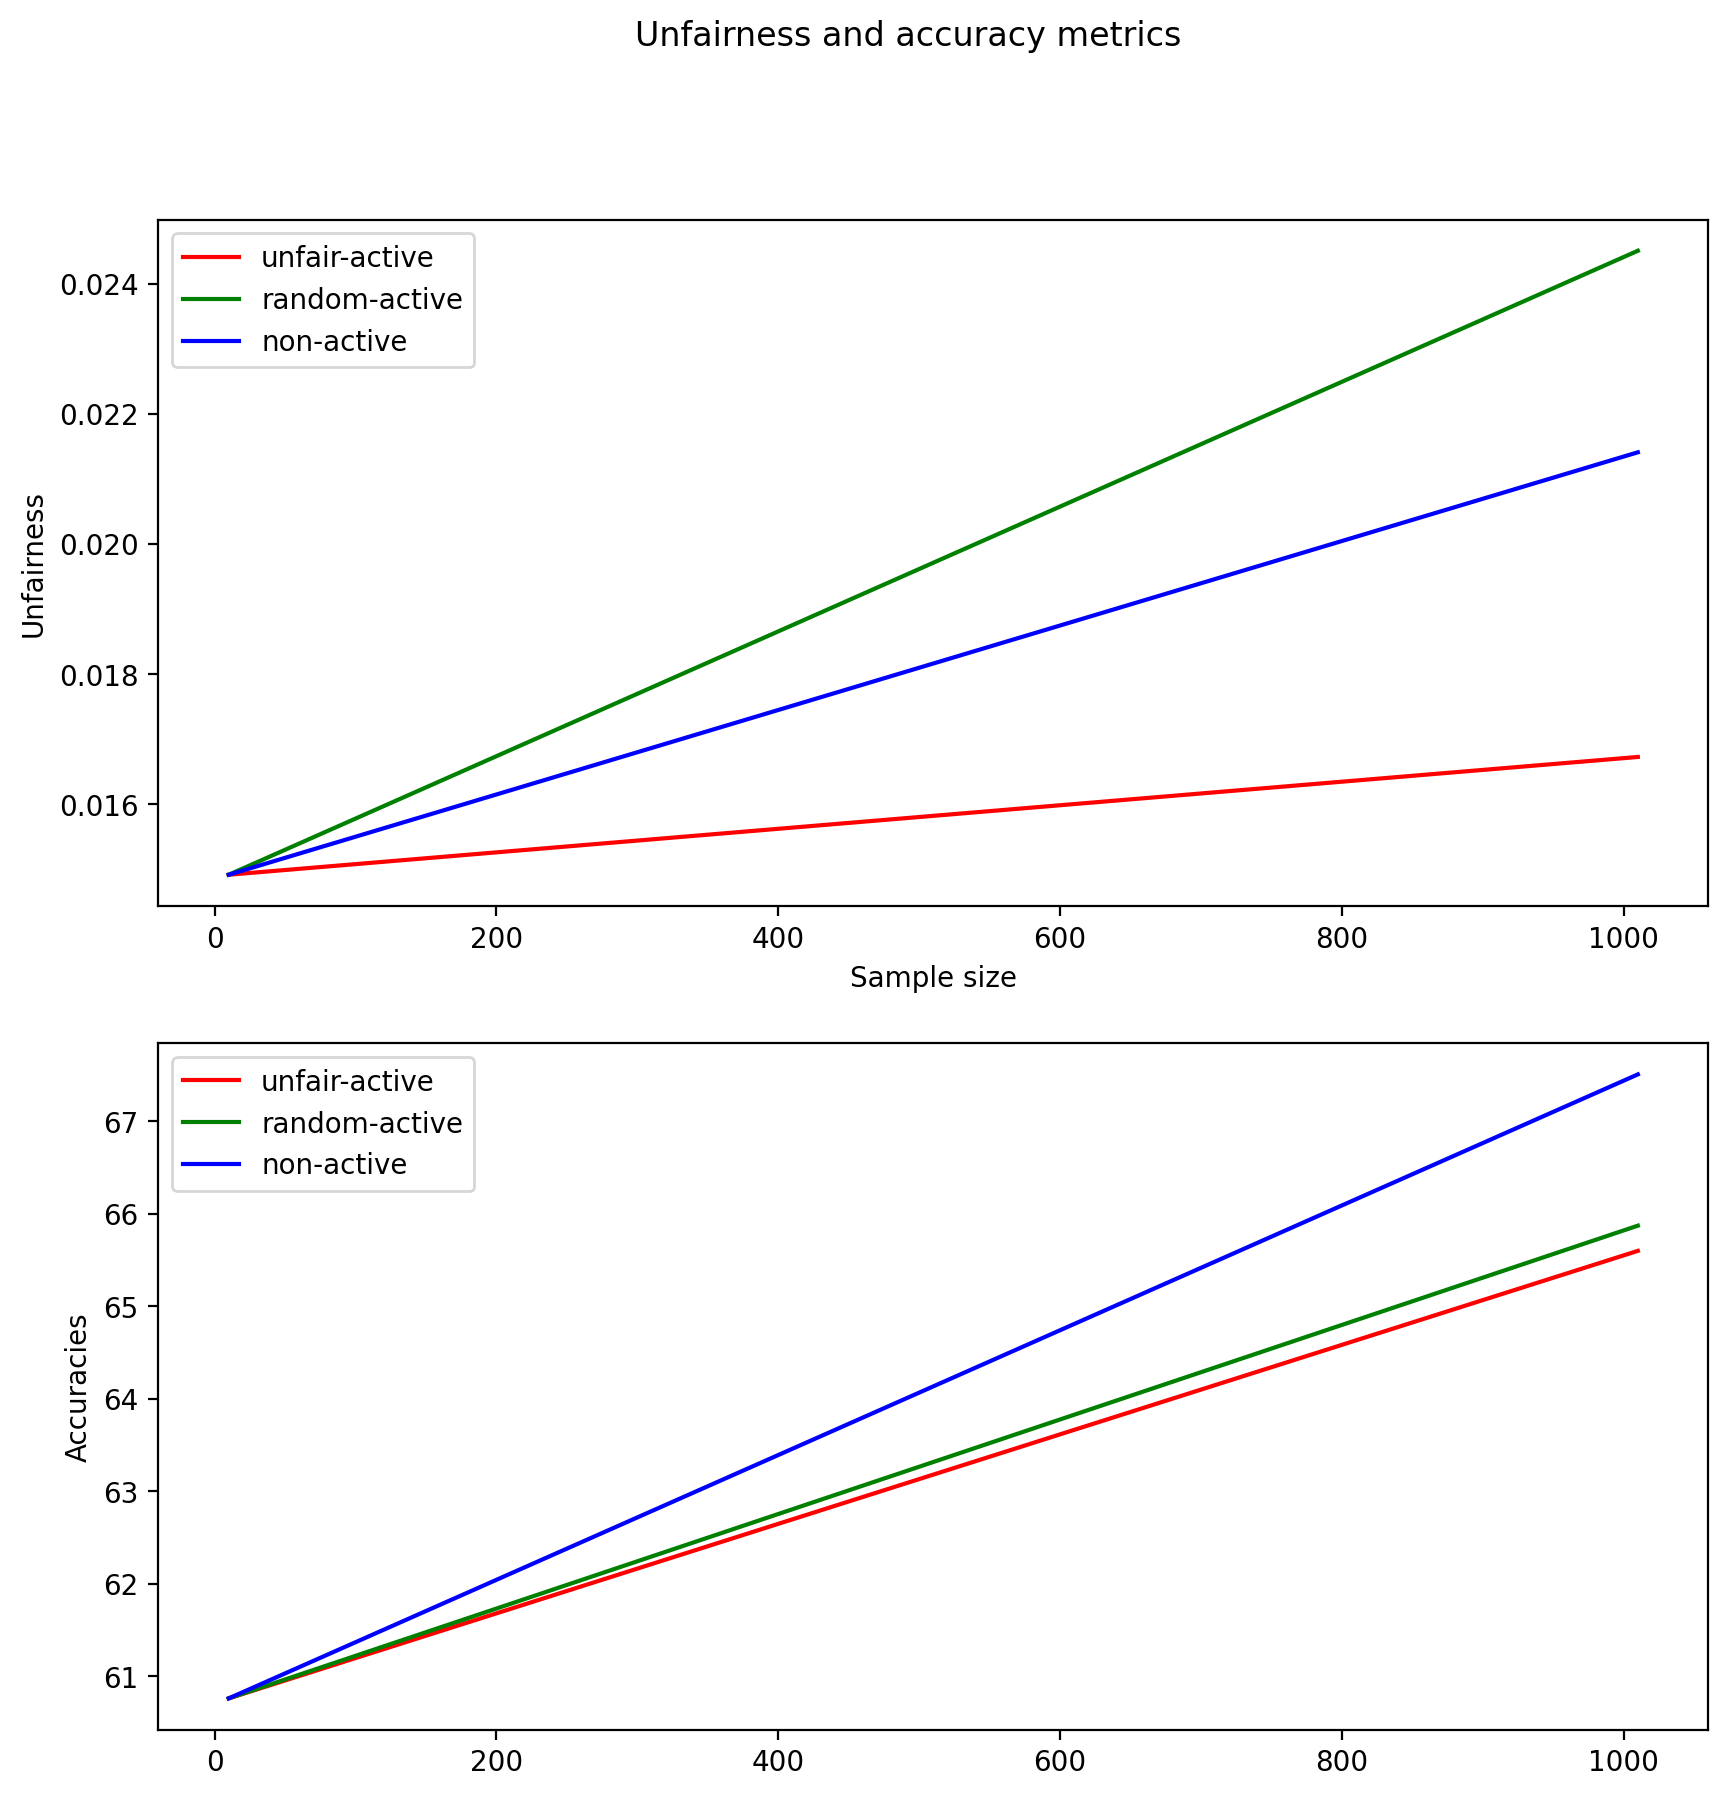 Unfairness and accuracy metrics
unfair-active
random-active
non-active
0.024
0.022
0.020
0.018
0.016
Unfairness
0 200 400 600 800 1000
Sample size
unfair-active
random-active
non-active
67
66
65
64
63
62
61
Accuracies
0 200 400 600 800 1000